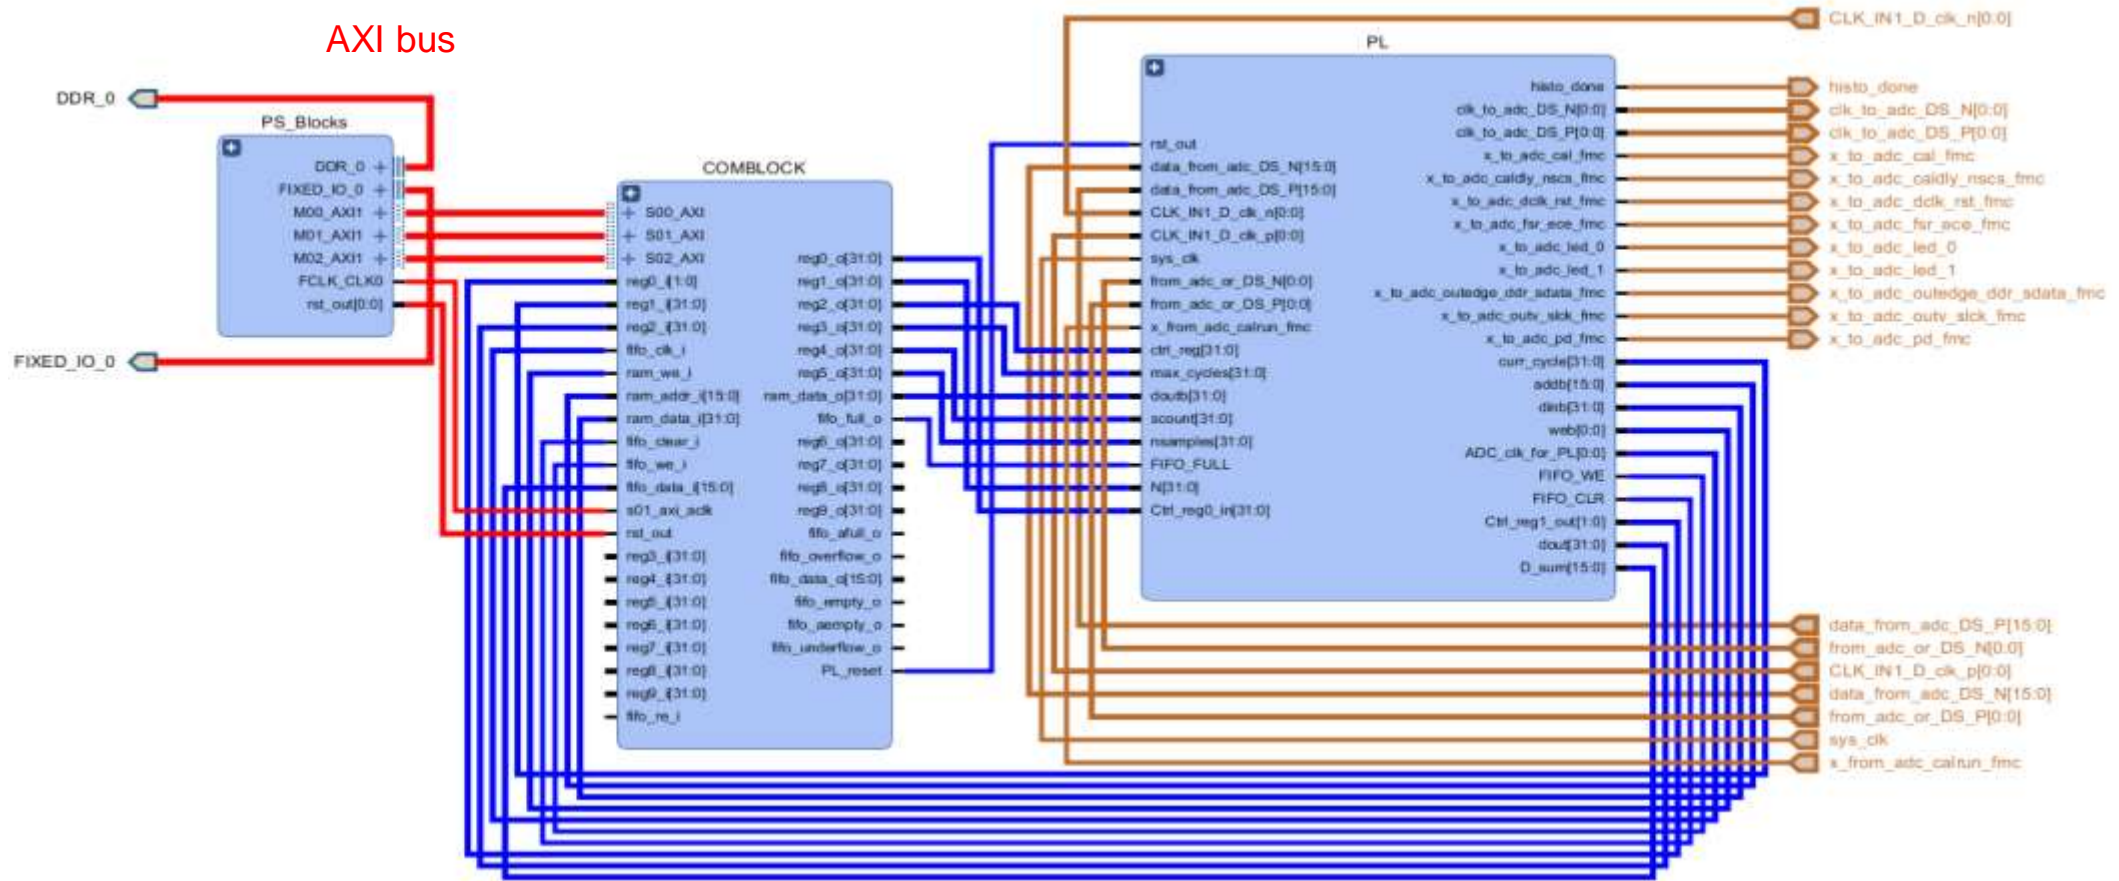 AXI bus
DDR_0
FIXED_IO_0
PS_Blocks
DDR_0
FIXED_IO_0
M00_AXI1
M01_AXI1
M02_AXI1
FCLK_CLK0
rst_out[0:0]
COMBLOCK
S00_AXI
S01_AXI
S02_AXI
reg0_i[1:0]
reg1_i[31:0]
reg2_i[31:0]
fifo_clk_i
ram_we_i
ram_addr_i[15:0]
ram_data_i[31:0]
fifo_clear_i
fifo_we_i
fifo_data_i[15:0]
s01_axi_aclk
rst_out
reg3_i[31:0]
reg4_i[31:0]
reg5_i[31:0]
reg6_i[31:0]
reg7_i[31:0]
reg8_i[31:0]
reg9_i[31:0]
fifo_re_i
reg0_o[31:0]
reg1_o[31:0]
reg2_o[31:0]
reg3_o[31:0]
reg4_o[31:0]
reg5_o[31:0]
ram_data_o[31:0]
fifo_full_o
reg6_o[31:0]
reg7_o[31:0]
reg8_o[31:0]
reg9_o[31:0]
fifo_afull_o
fifo_overflow_o
fifo_data_o[15:0]
fifo_empty_o
fifo_aempty_o
fifo_underflow_o
PL_reset
PL
rst_out
data_from_adc_DS_N[15:0]
data_from_adc_DS_P[15:0]
CLK_IN1_D_clk_n[0:0]
CLK_IN1_D_clk_p[0:0]
sys_clk
from_adc_or_DS_N[0:0]
from_adc_or_DS_P[0:0]
x_from_adc_calrun_fmc
ctrl_reg[31:0]
max_cycles[31:0]
doutb[31:0]
scount[31:0]
nsamples[31:0]
FIFO_FULL
N[31:0]
Ctrl_reg0_in[31:0]
histo_done
clk_to_adc_DS_N[0:0]
clk_to_adc_DS_P[0:0]
x_to_adc_cal_fmc
x_to_adc_caldly_nscs_fmc
x_to_adc_dclk_rst_fmc
x_to_adc_fsr_ece_fmc
x_to_adc_led_0
x_to_adc_led_1
x_to_adc_outedge_ddr_sdata_fmc
x_to_adc_outv_slck_fmc
x_to_adc_pd_fmc
curr_cycle[31:0]
addb[15:0]
dinb[31:0]
web[0:0]
ADC_clk_for_PL[0:0]
FIFO_WE
FIFO_CLR
Ctrl_reg1_out[1:0]
dout[31:0]
D_sum[15:0]
CLK_IN1_D_clk_n[0:0]
histo_done
clk_to_adc_DS_N[0:0]
clk_to_adc_DS_P[0:0]
x_to_adc_cal_fmc
x_to_adc_caldly_nscs_fmc
x_to_adc_dclk_rst_fmc
x_to_adc_fsr_ece_fmc
x_to_adc_led_0
x_to_adc_led_1
x_to_adc_outedge_ddr_sdata_fmc
x_to_adc_outv_slck_fmc
x_to_adc_pd_fmc
data_from_adc_DS_P[15:0]
from_adc_or_DS_N[0:0]
CLK_IN1_D_clk_p[0:0]
data_from_adc_DS_N[15:0]
from_adc_or_DS_P[0:0]
sys_clk
x_from_adc_calrun_fmc